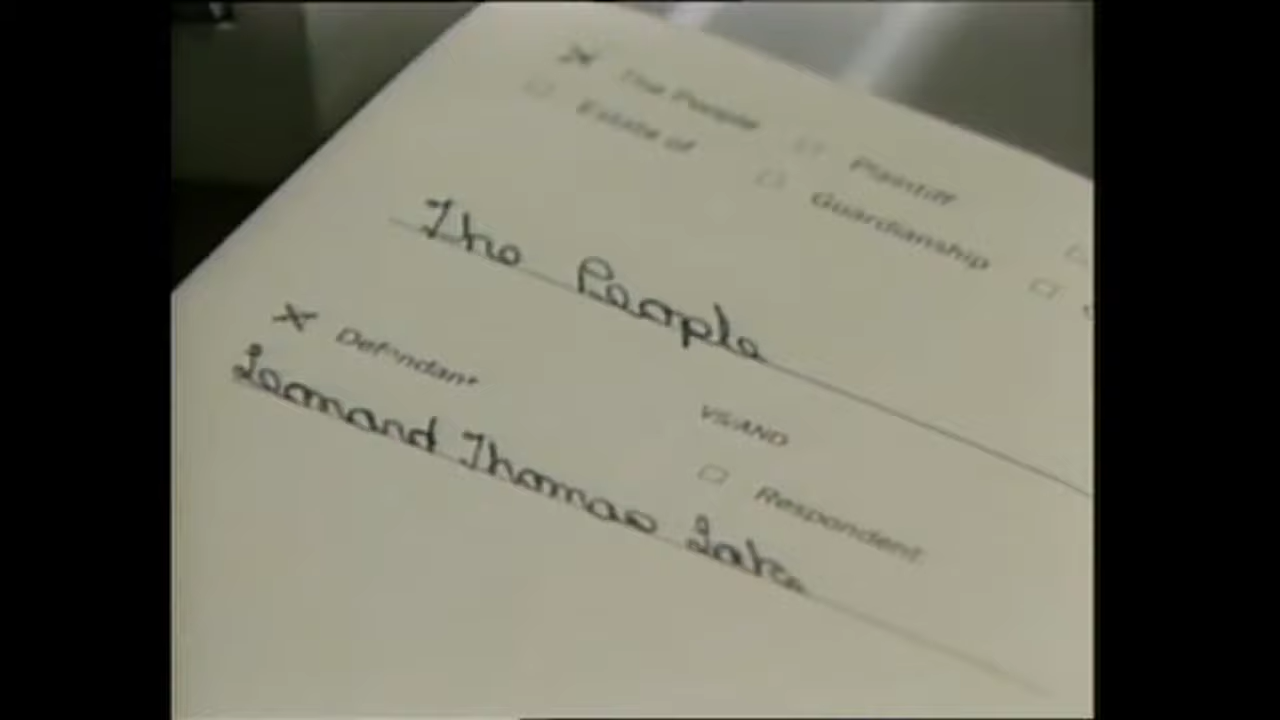 X The People □ Plaintiff
□ Estate of □ Guardianship □
The People
X Defendant VS/AND □ Respondent
Leonard Thomas Lake